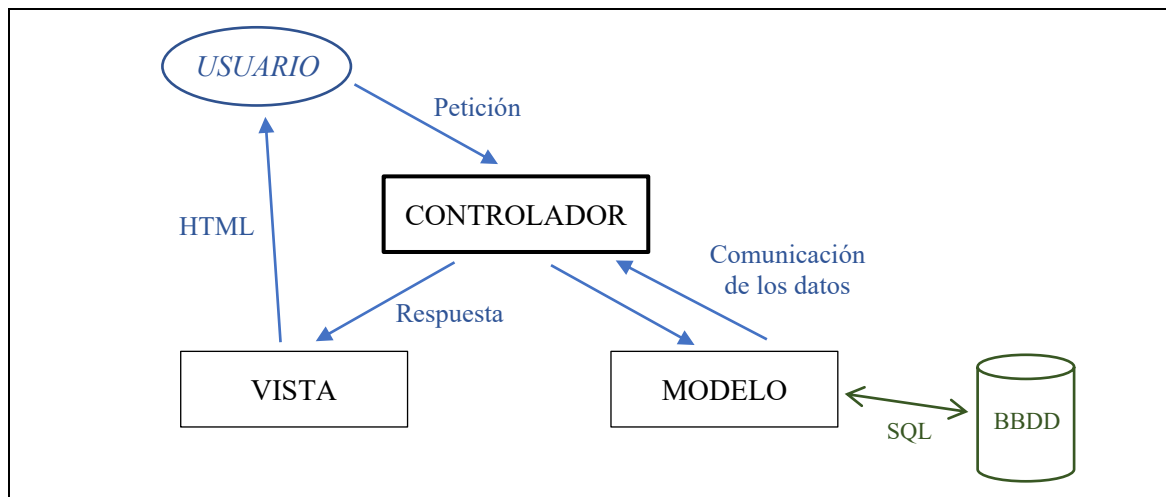 USUARIO
Petición
CONTROLADOR
HTML
Comunicación
de los datos
Respuesta
VISTA
MODELO
SQL
BBDD